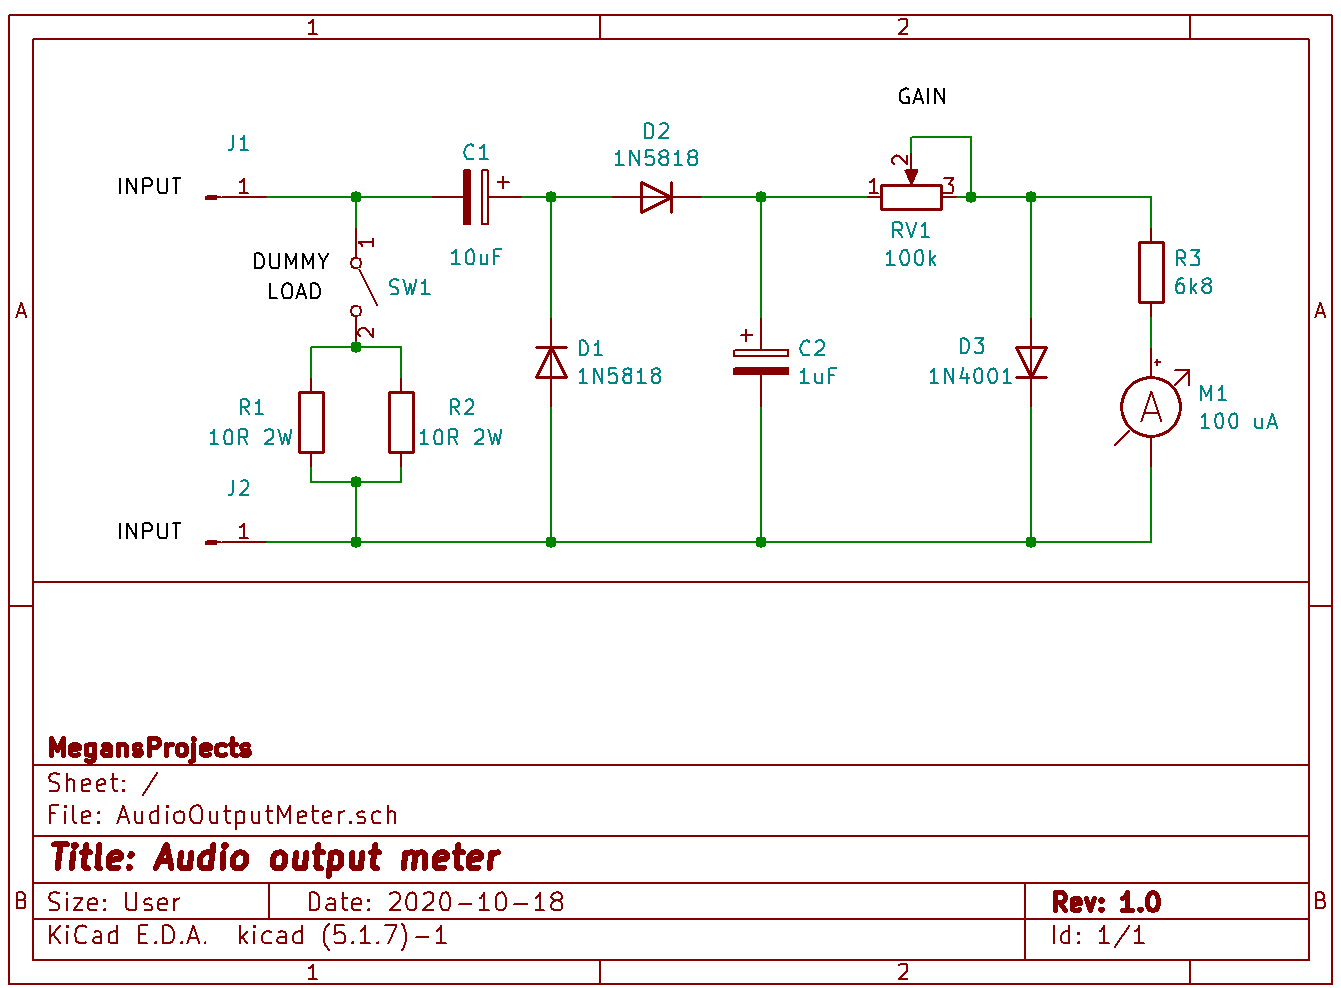 1 2
GAIN
J1
INPUT 1
C1
+
10uF
D2
1N5818
2
1 3
RV1
100k
1
DUMMY
LOAD
SW1
2
R3
6k8
A A
D1
1N5818
+
C2
1uF
D3
1N4001
+
A
M1
100 uA
R1
10R 2W
R2
10R 2W
J2
INPUT 1
MegansProjects
Sheet: /
File: AudioOutputMeter.sch
Title: Audio output meter
B Size: User Date: 2020-10-18 Rev: 1.0 B
KiCad E.D.A. kicad (5.1.7)-1 Id: 1/1
1 2